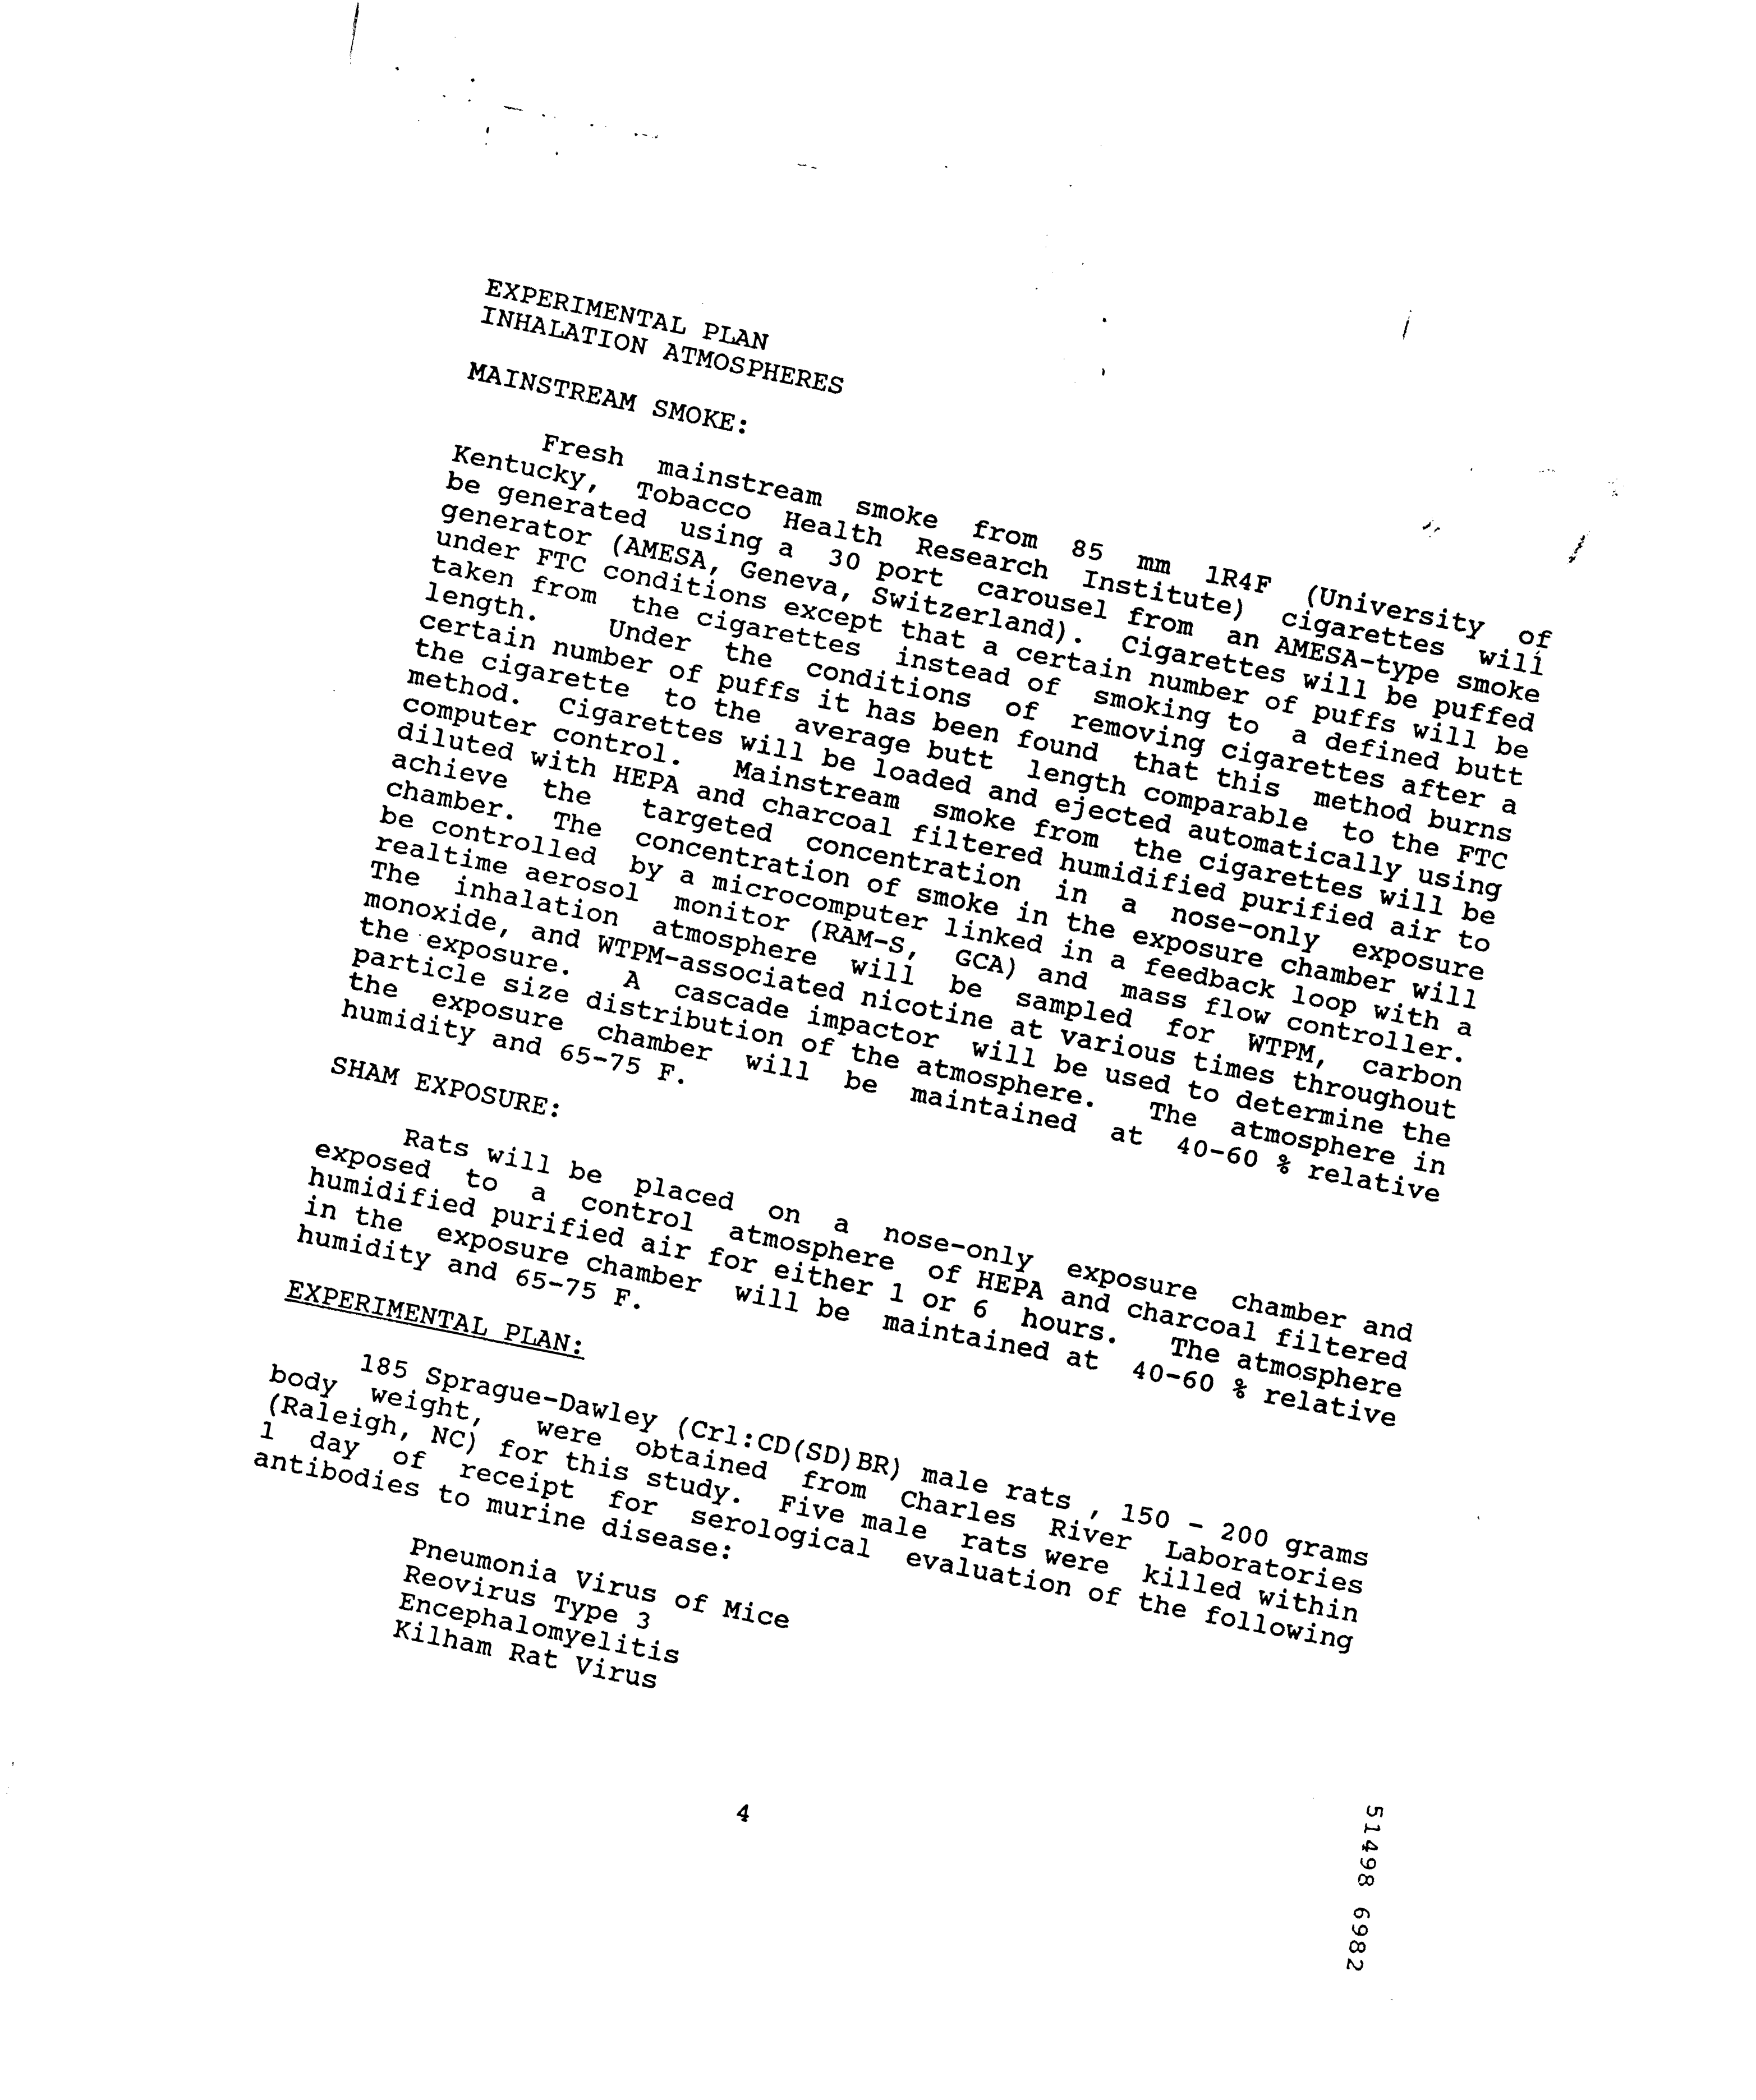 EXPERIMENTAL PLAN
INHALATION ATMOSPHERES
MAINSTREAM SMOKE:
Fresh mainstream smoke from 85 mm 1R4F (University of
Kentucky, Tobacco Health Research Institute) cigarettes will
be generated using a 30 port carousel from an AMESA-type smoke
generator (AMESA, Geneva, Switzerland). Cigarettes will be puffed
under FTC conditions except that a certain number of puffs will be
taken from the cigarettes instead of smoking to a defined butt
length. Under the conditions of removing cigarettes after a
certain number of puffs it has been found that this method burns
the cigarette to the average butt length comparable to the FTC
method. Cigarettes will be loaded and ejected automatically using
computer control. Mainstream smoke from the cigarettes will be
diluted with HEPA and charcoal filtered humidified purified air to
achieve the targeted concentration in a nose-only exposure
chamber. The concentration of smoke in the exposure chamber will
be controlled by a microcomputer linked in a feedback loop with a
realtime aerosol monitor (RAM-S, GCA) and mass flow controller.
The inhalation atmosphere will be sampled for WTPM, carbon
monoxide, and WTPM-associated nicotine at various times throughout
the exposure. A cascade impactor will be used to determine the
particle size distribution of the atmosphere. The atmosphere in
the exposure chamber will be maintained at 40-60 % relative
humidity and 65-75 F.
SHAM EXPOSURE:
Rats will be placed on a nose-only exposure chamber and
exposed to a control atmosphere of HEPA and charcoal filtered
humidified purified air for either 1 or 6 hours. The atmosphere
in the exposure chamber will be maintained at 40-60 % relative
humidity and 65-75 F.
EXPERIMENTAL PLAN:
185 Sprague-Dawley (Crl:CD(SD)BR) male rats , 150 - 200 grams
body weight, were obtained from Charles River Laboratories
(Raleigh, NC) for this study. Five male rats were killed within
1 day of receipt for serological evaluation of the following
antibodies to murine disease:
Pneumonia Virus of Mice
Reovirus Type 3
Encephalomyelitis
Kilham Rat Virus
4
51498 6982